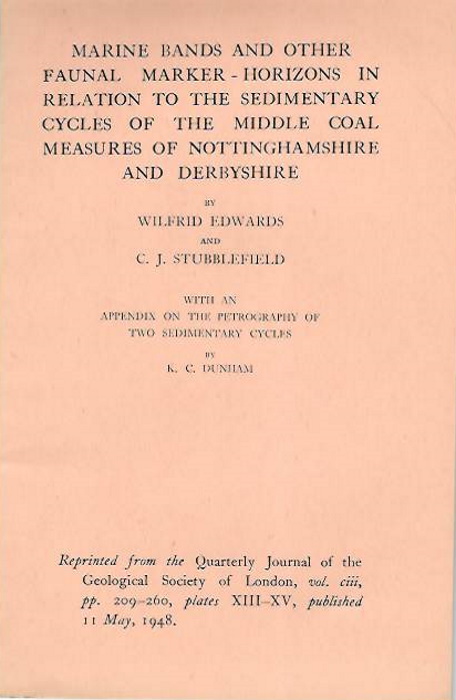 MARINE BANDS AND OTHER
FAUNAL MARKER-HORIZONS IN
RELATION TO THE SEDIMENTARY
CYCLES OF THE MIDDLE COAL
MEASURES OF NOTTINGHAMSHIRE
AND DERBYSHIRE
BY
WILFRID EDWARDS
AND
C. J. STUBBLEFIELD
WITH AN
APPENDIX ON THE PETROGRAPHY OF
TWO SEDIMENTARY CYCLES
BY
K. C. DUNHAM
Reprinted from the Quarterly Journal of the
Geological Society of London, vol. ciii,
pp. 209–260, plates XIII–XV, published
11 May, 1948.